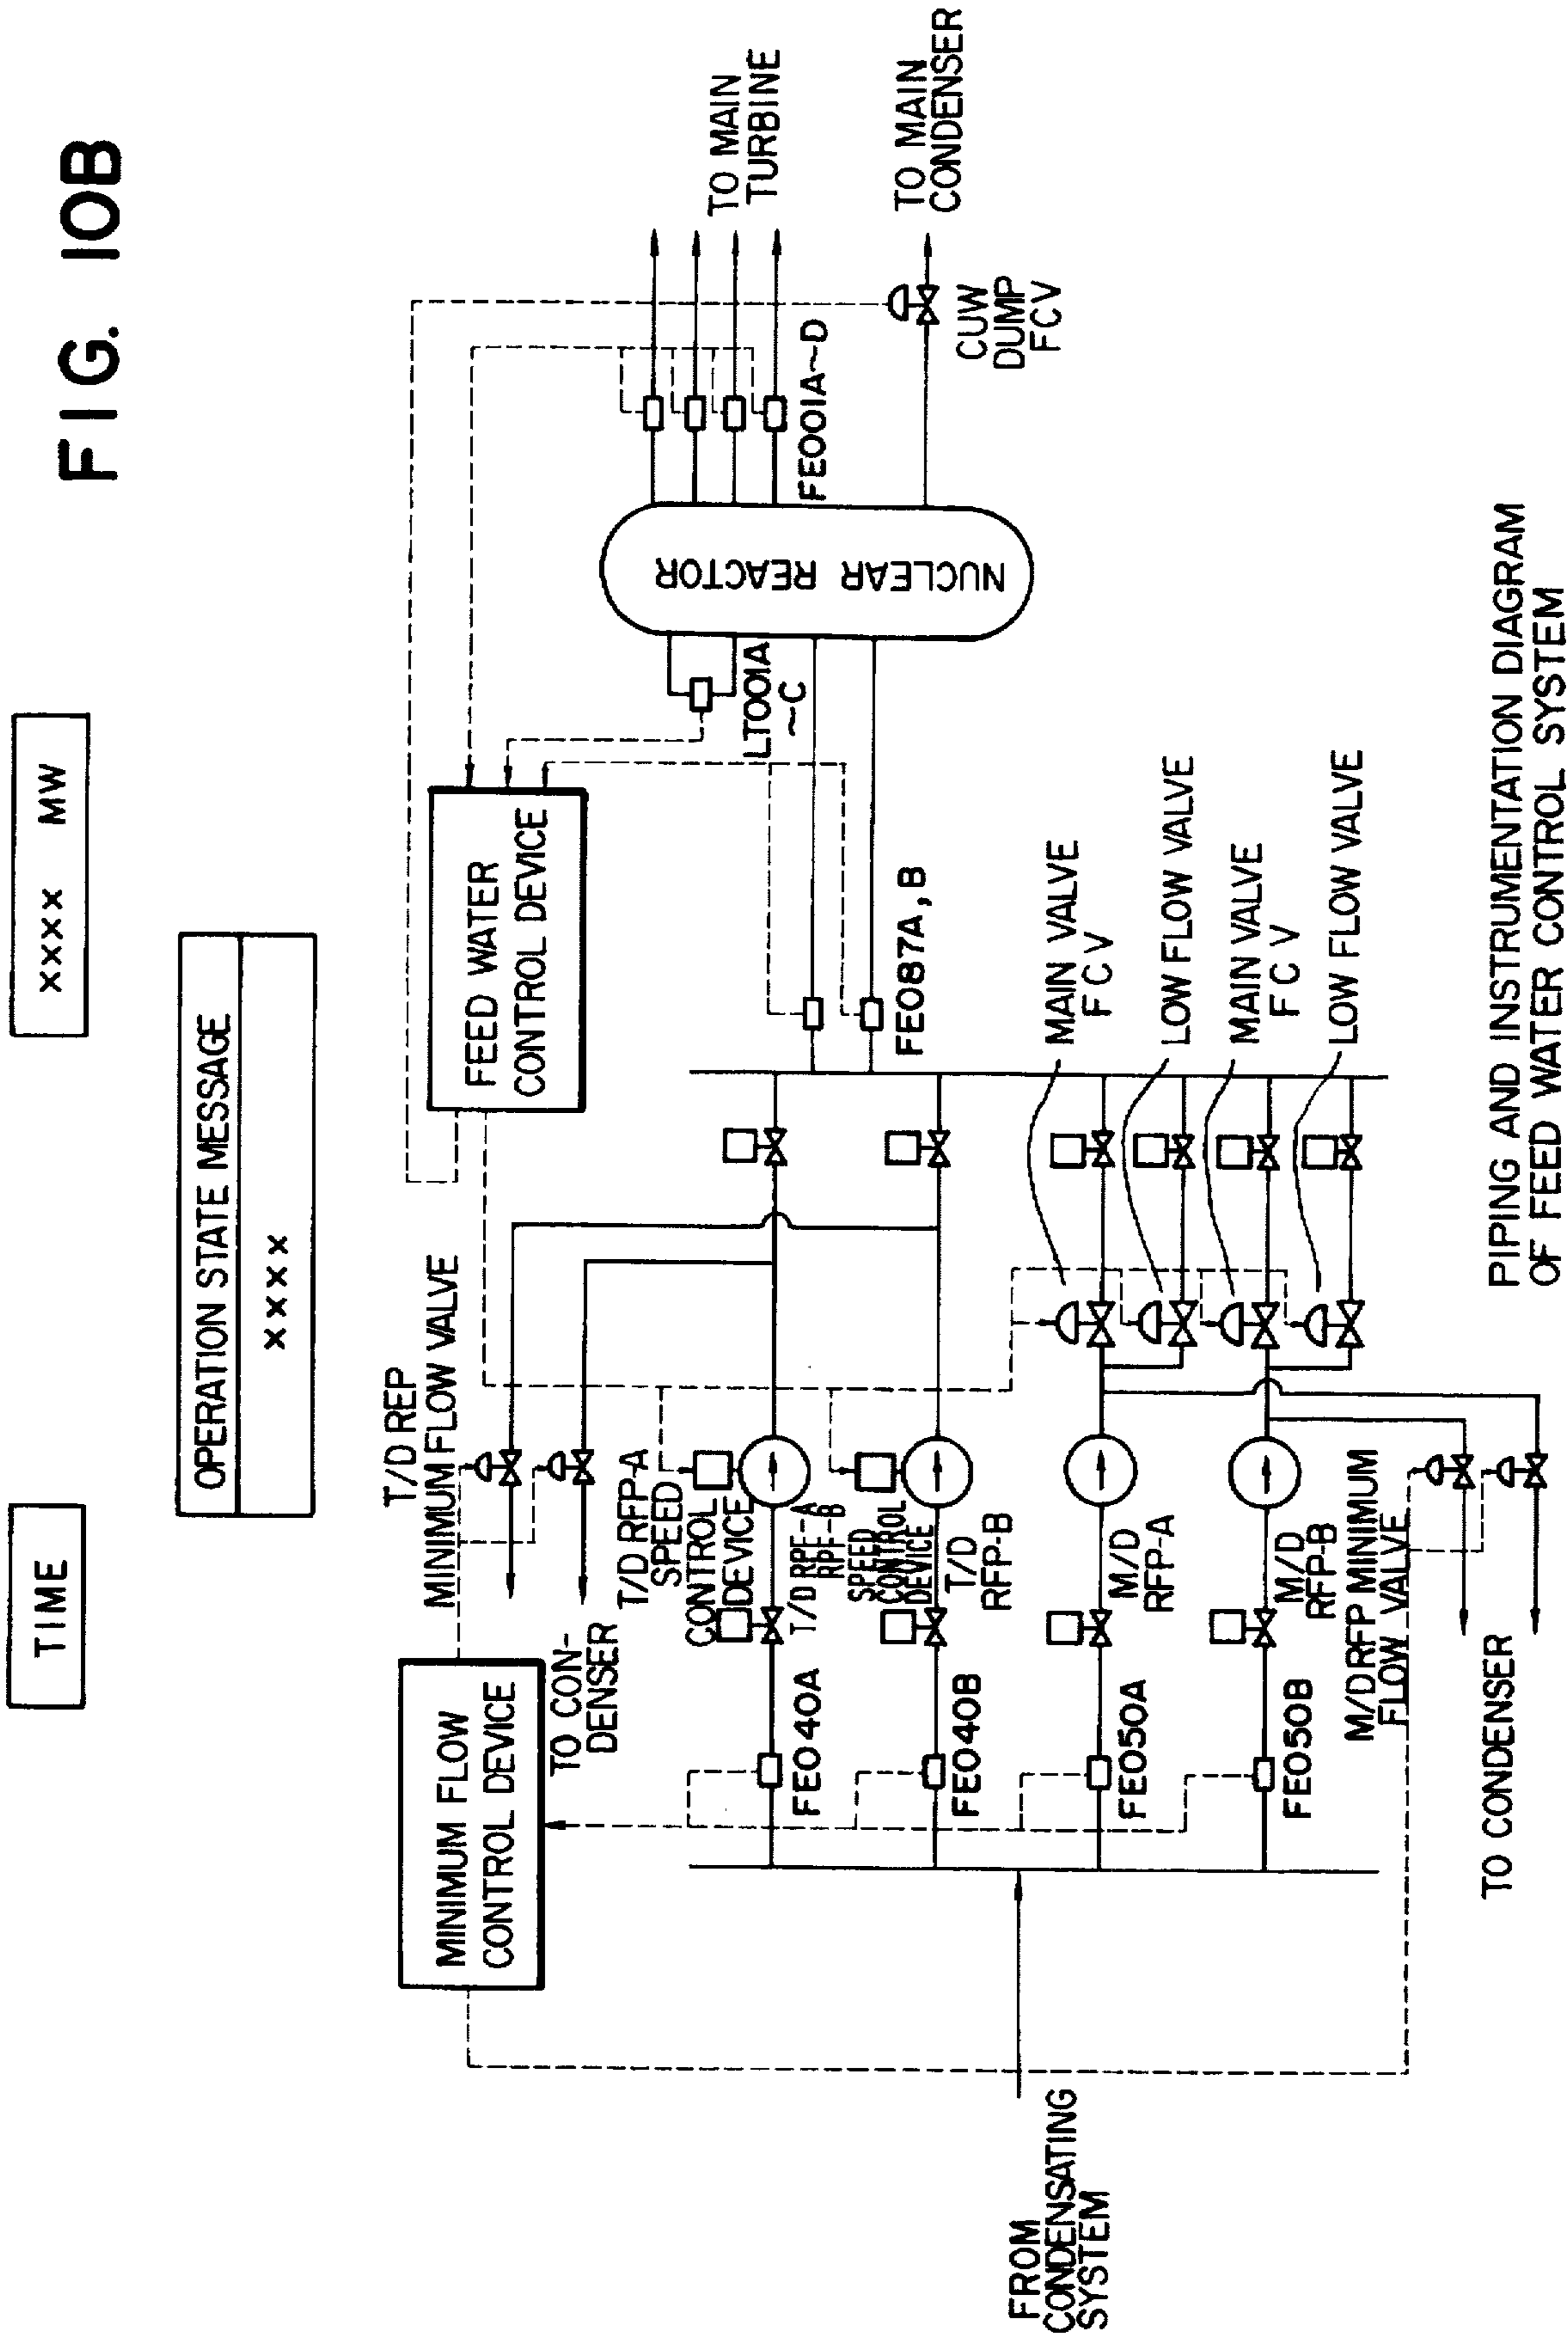 FIG. 10B
TIME
xxxx MW
OPERATION STATE MESSAGE
xxxx
MINIMUM FLOW
CONTROL DEVICE
T/D REP
MINIMUM FLOW VALVE
FEED WATER
CONTROL DEVICE
TO CON-
DENSER
T/D RFP-A
SPEED
CONTROL
DEVICE
FE040A
T/D RPF-A
RPF-B
SPEED
CONTROL
DEVICE
FE040B
T/D
RFP-B
FE050A
M/D
RFP-A
FE050B
M/D
RFP-B
M/D RFP MINIMUM
FLOW VALVE
TO CONDENSER
FROM
CONDENSATING
SYSTEM
LT001A
~C
FE087A, B
MAIN VALVE
FCV
LOW FLOW VALVE
MAIN VALVE
FCV
LOW FLOW VALVE
NUCLEAR REACTOR
FE001A~D
TO MAIN
TURBINE
CUW
DUMP
FCV
TO MAIN
CONDENSER
PIPING AND INSTRUMENTATION DIAGRAM
OF FEED WATER CONTROL SYSTEM